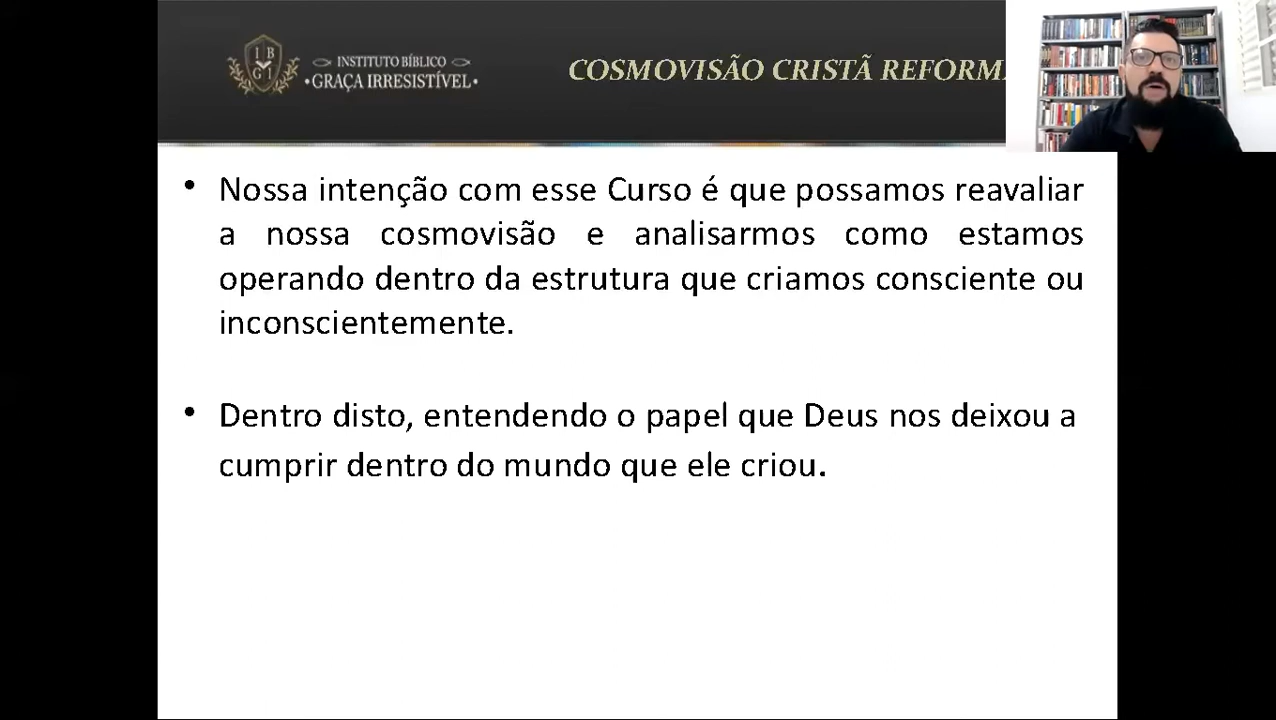 I B
G I
INSTITUTO BÍBLICO
•GRAÇA IRRESISTÍVEL•
COSMOVISÃO CRISTÃ REFORM
• Nossa intenção com esse Curso é que possamos reavaliar
a nossa cosmovisão e analisarmos como estamos
operando dentro da estrutura que criamos consciente ou
inconscientemente.
• Dentro disto, entendendo o papel que Deus nos deixou a
cumprir dentro do mundo que ele criou.